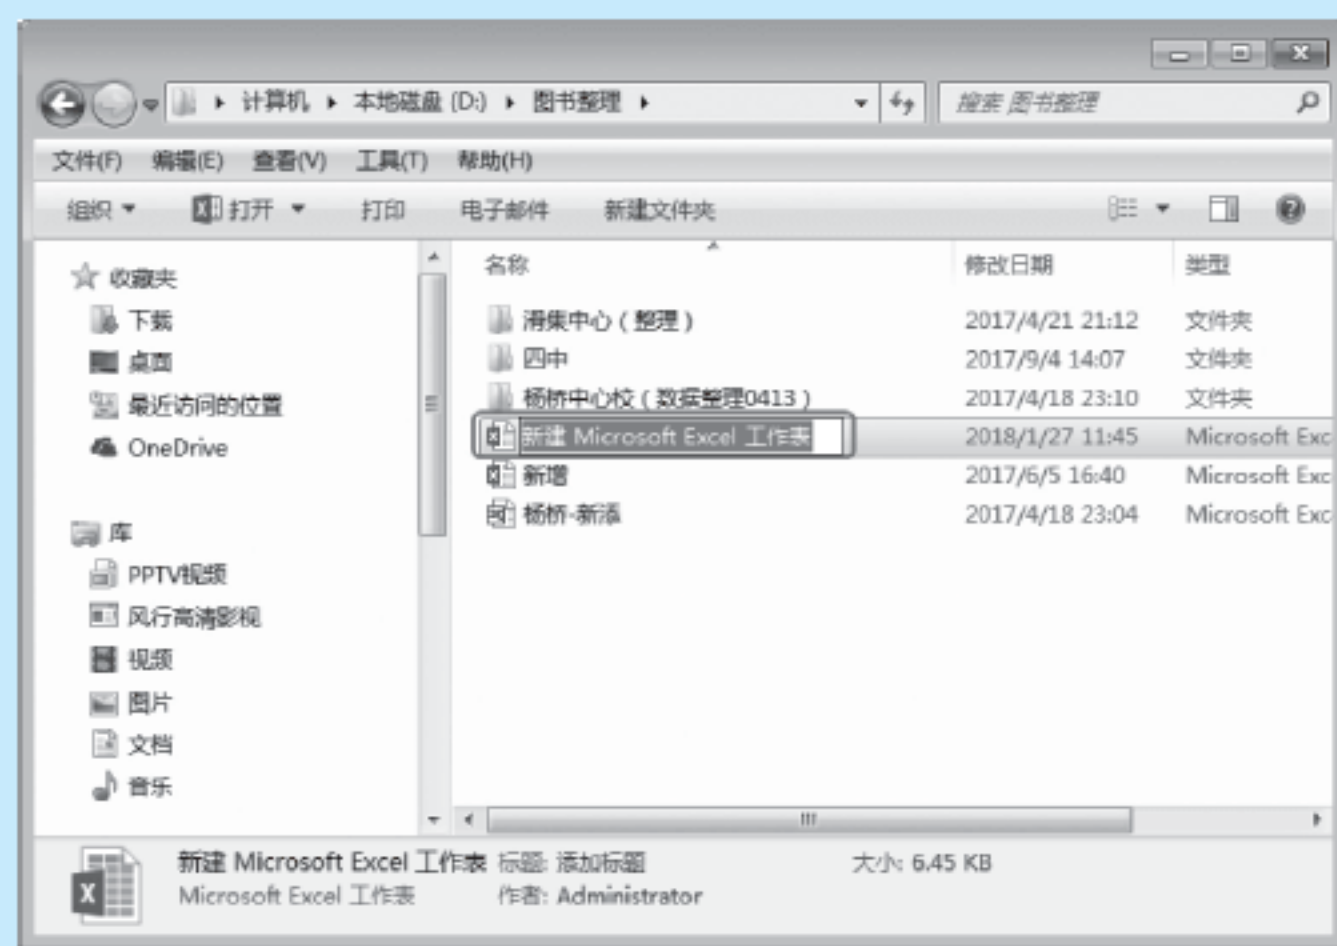 计算机 本地磁盘 (D:) 图书整理 搜索 图书整理
文件(F) 编辑(E) 查看(V) 工具(T) 帮助(H)
组织 打开 打印 电子邮件 新建文件夹
收藏夹
下载
桌面
最近访问的位置
OneDrive
库
PPTV视频
风行高清影视
视频
图片
文档
音乐
名称 修改日期 类型
滑集中心（整理） 2017/4/21 21:12 文件夹
四中 2017/9/4 14:07 文件夹
杨桥中心校（数据整理0413） 2017/4/18 23:10 文件夹
新建 Microsoft Excel 工作表 2018/1/27 11:45 Microsoft Exc
新增 2017/6/5 16:40 Microsoft Exc
杨桥-新添 2017/4/18 23:04 Microsoft Exc
新建 Microsoft Excel 工作表 标题: 添加标题 大小: 6.45 KB
Microsoft Excel 工作表 作者: Administrator